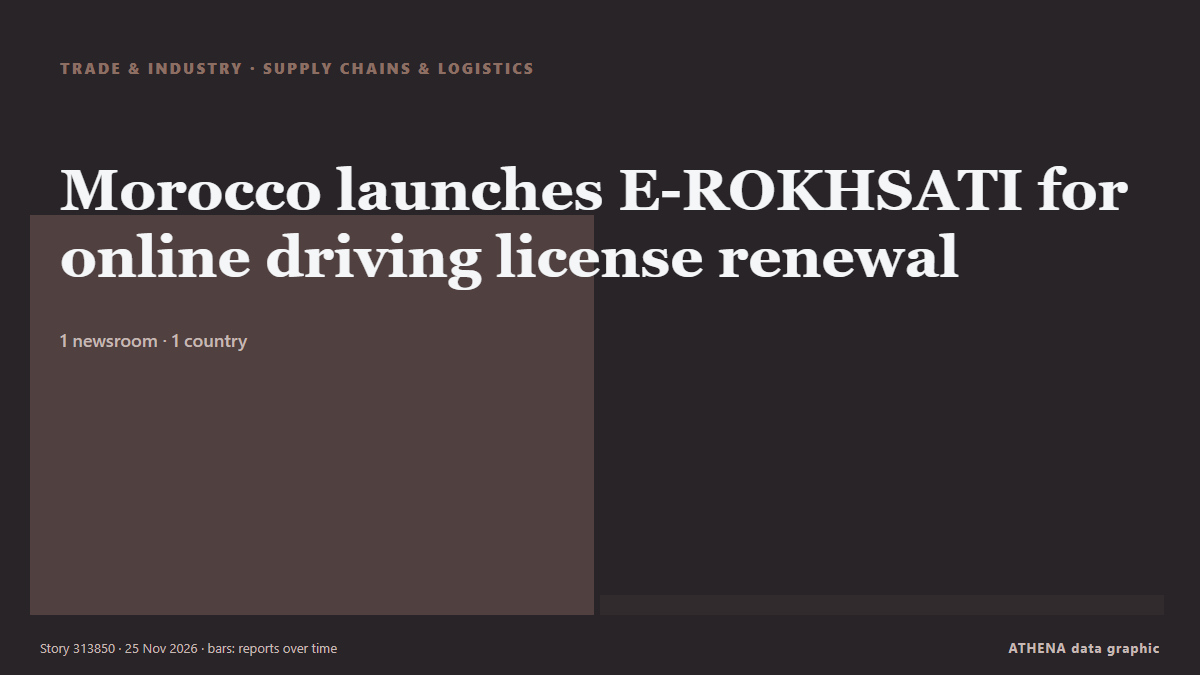 TRADE & INDUSTRY · SUPPLY CHAINS & LOGISTICS
Morocco launches E-ROKHSATI for
online driving license renewal
1 newsroom · 1 country
Story 313850 · 25 Nov 2026 · bars: reports over time
ATHENA data graphic